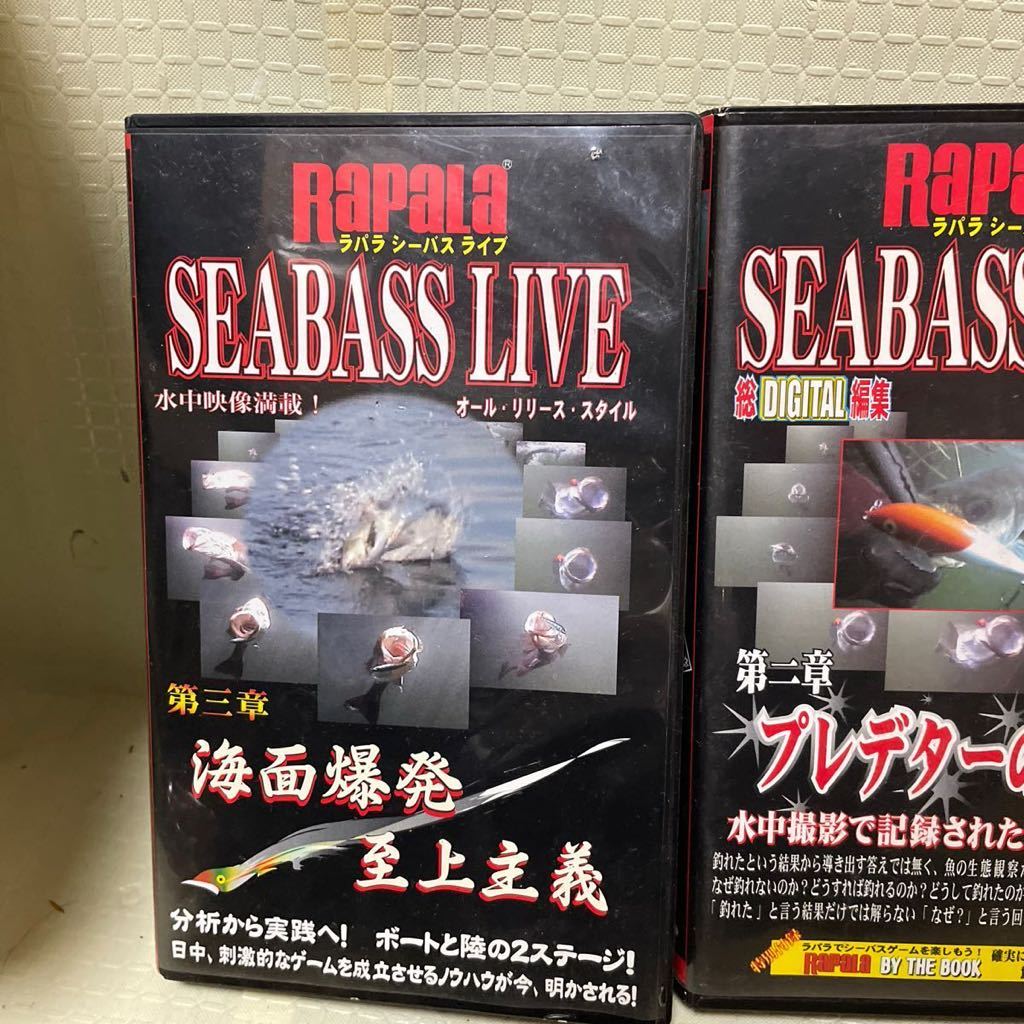 RAPALA®
ラパラ シーバス ライブ
SEABASS LIVE
水中映像満載！
オール・リリース・スタイル
第三章
海面爆発
至上主義
分析から実践へ! ボートと陸の2ステージ!
日中、刺激的なゲームを成立させるノウハウが今、明かされる!
RAPA
ラパラ シー
SEABASS
総DIGITAL編集
第二章
プレデターの
水中撮影で記録された
釣れたという結果から導き出す答えでは無く、魚の生態観察
なぜ釣れないのか？どうすれば釣れるのか？どうして釣れたのか
「釣れた」と言う結果だけでは解らない「なぜ？」と言う回
ラパラでシーバスゲームを楽しもう！ 確実に
RAPALA BY THE BOOK